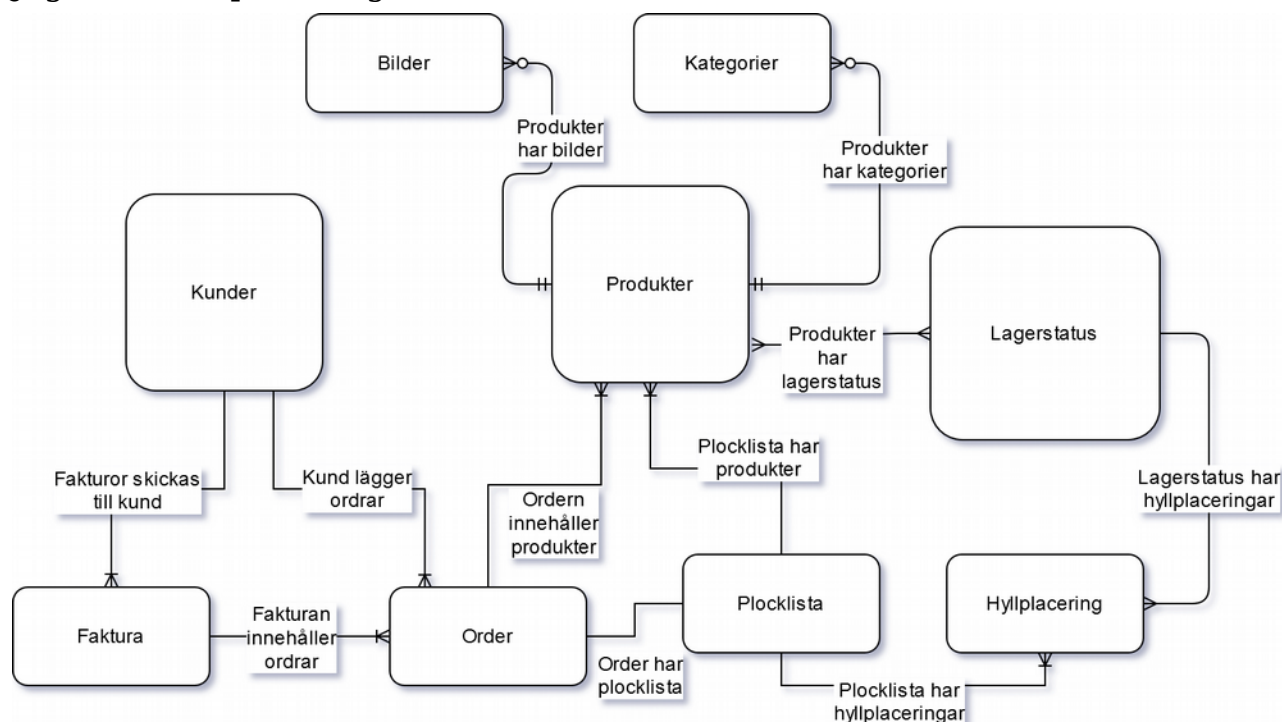 Bilder
Kategorier
Produkter
har bilder
Produkter
har kategorier
Kunder
Produkter
Lagerstatus
Produkter
har
lagerstatus
Plocklista har
produkter
Fakturor skickas
till kund
Kund lägger
ordrar
Ordern
innehåller
produkter
Lagerstatus har
hyllplaceringar
Faktura
Fakturan
innehåller
ordrar
Order
Order har
plocklista
Plocklista
Hyllplacering
Plocklista har
hyllplaceringar